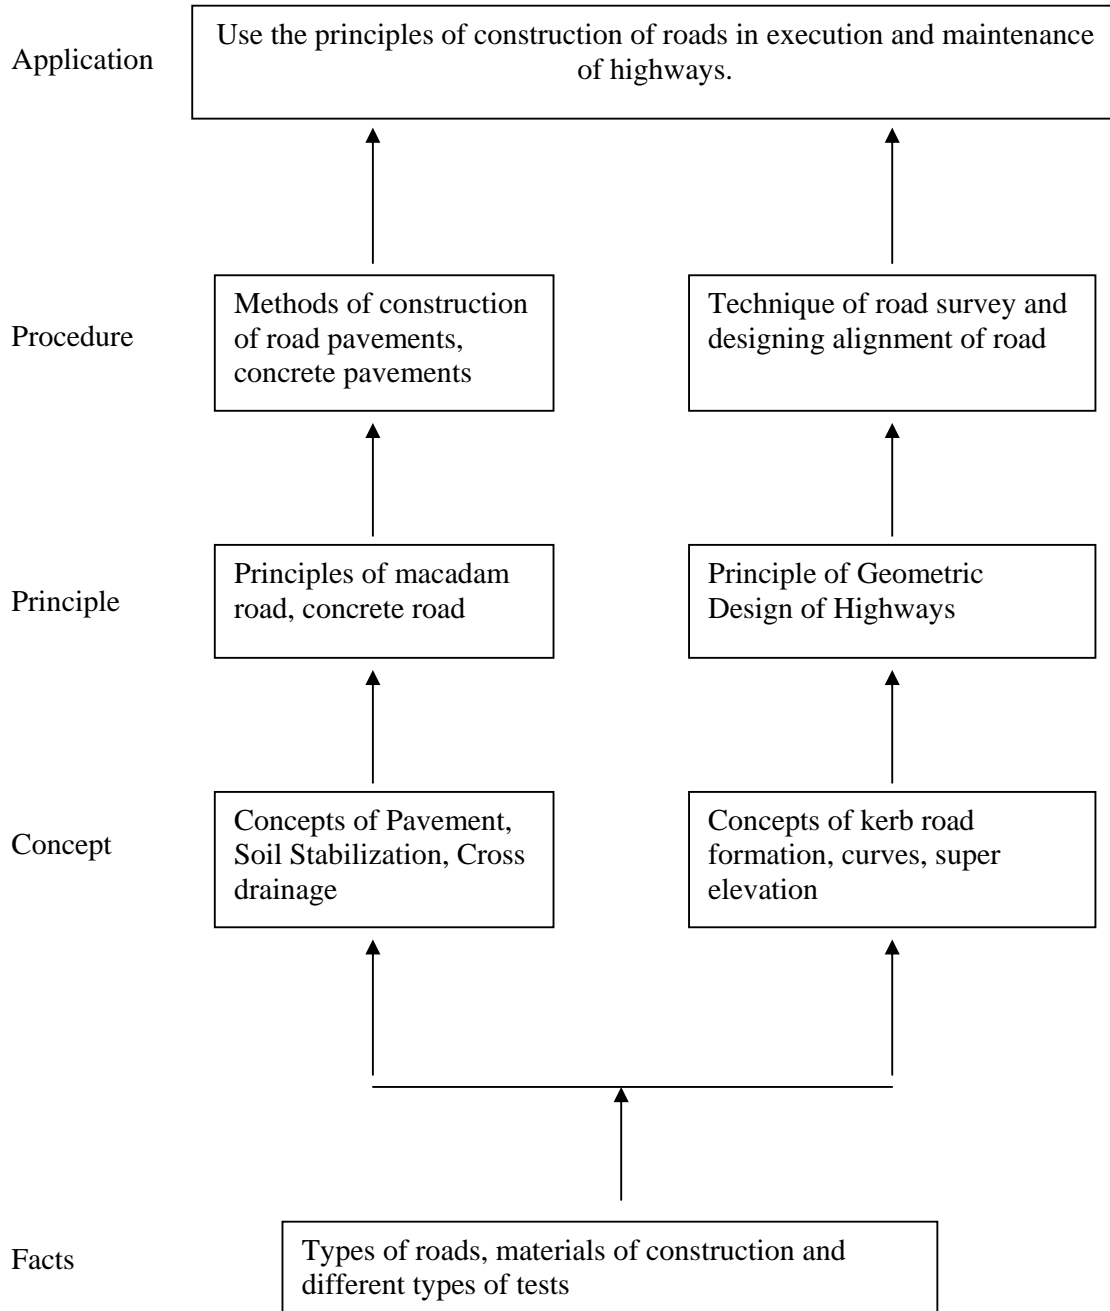 Application
Use the principles of construction of roads in execution and maintenance
of highways.
Procedure
Methods of construction
of road pavements,
concrete pavements
Technique of road survey and
designing alignment of road
Principle
Principles of macadam
road, concrete road
Principle of Geometric
Design of Highways
Concept
Concepts of Pavement,
Soil Stabilization, Cross
drainage
Concepts of kerb road
formation, curves, super
elevation
Facts
Types of roads, materials of construction and
different types of tests